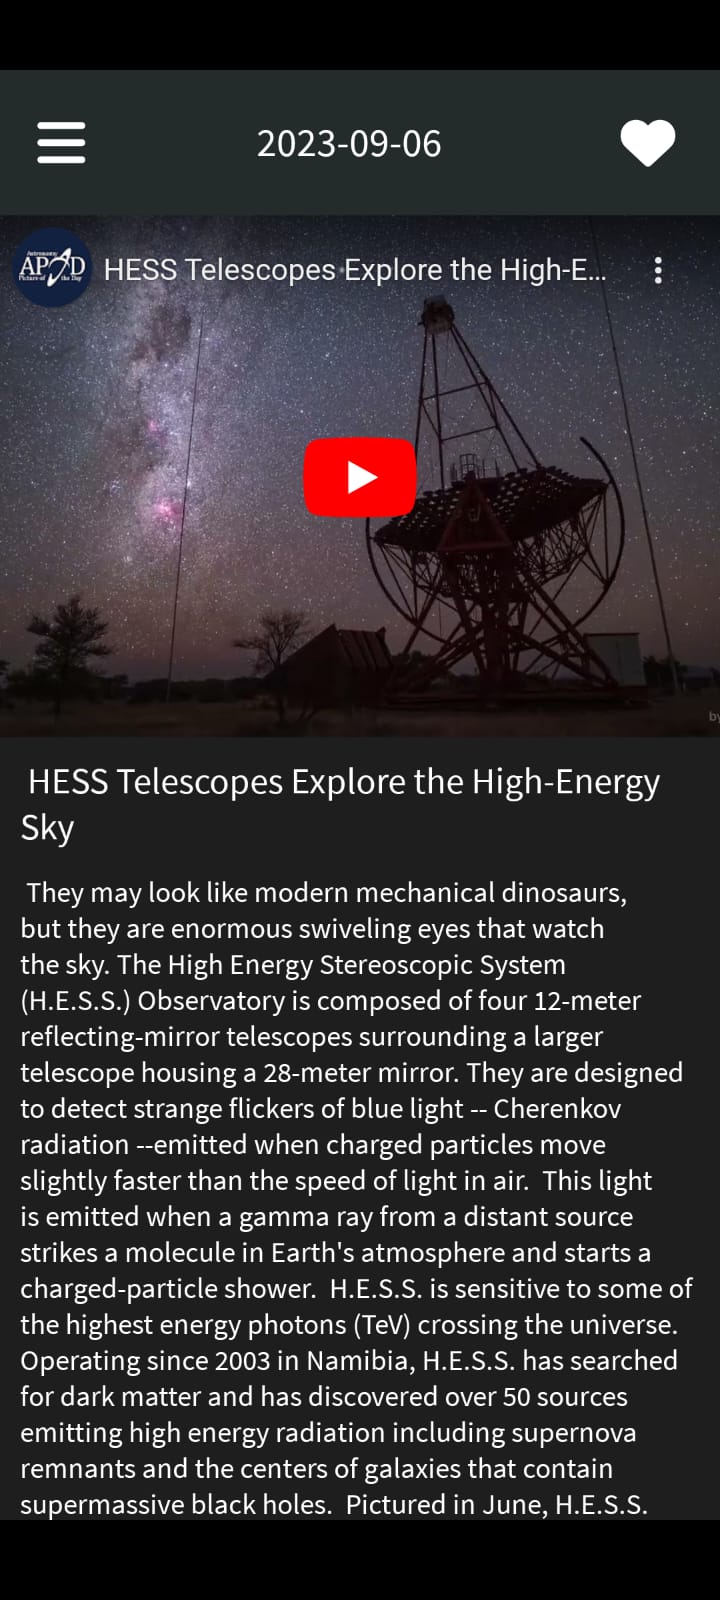 2023-09-06
Astronomy
APOD
Picture of the Day
HESS Telescopes Explore the High-E...
by
HESS Telescopes Explore the High-Energy
Sky
They may look like modern mechanical dinosaurs,
but they are enormous swiveling eyes that watch
the sky. The High Energy Stereoscopic System
(H.E.S.S.) Observatory is composed of four 12-meter
reflecting-mirror telescopes surrounding a larger
telescope housing a 28-meter mirror. They are designed
to detect strange flickers of blue light -- Cherenkov
radiation --emitted when charged particles move
slightly faster than the speed of light in air.  This light
is emitted when a gamma ray from a distant source
strikes a molecule in Earth's atmosphere and starts a
charged-particle shower.  H.E.S.S. is sensitive to some of
the highest energy photons (TeV) crossing the universe.
Operating since 2003 in Namibia, H.E.S.S. has searched
for dark matter and has discovered over 50 sources
emitting high energy radiation including supernova
remnants and the centers of galaxies that contain
supermassive black holes.  Pictured in June, H.E.S.S.